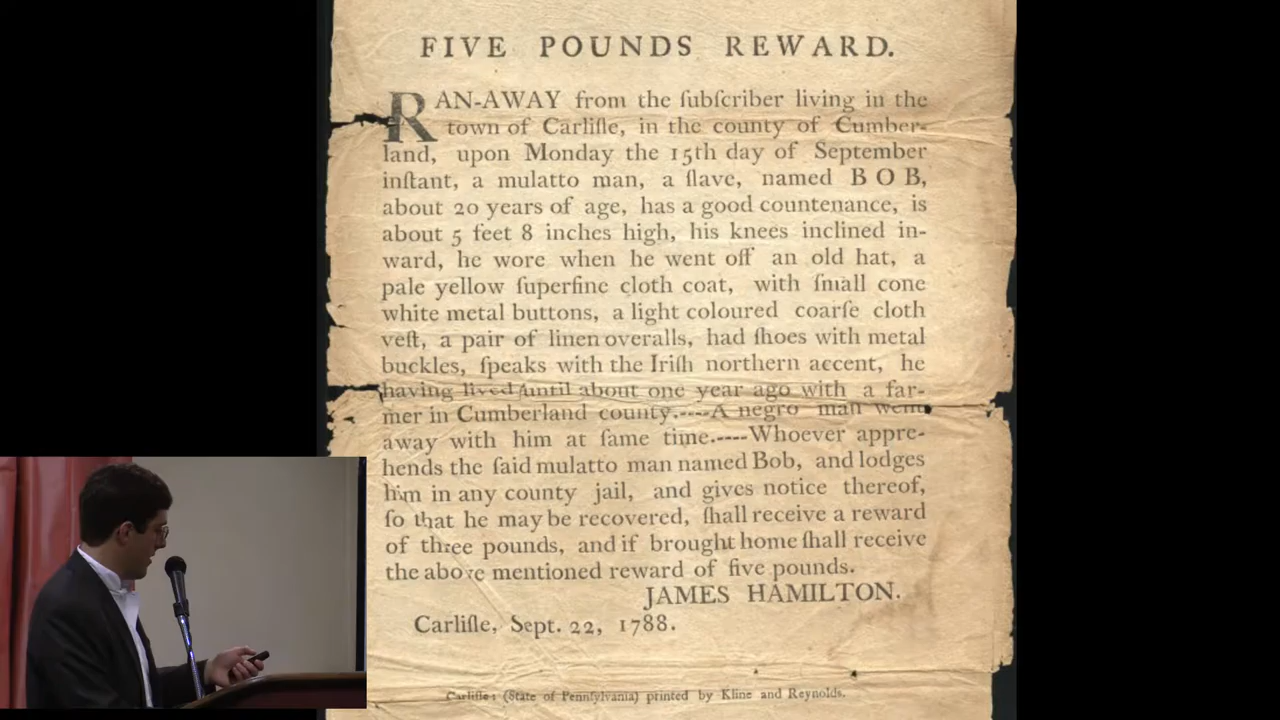 FIVE POUNDS REWARD.
RAN-AWAY from the ſubſcriber living in the
town of Carliſle, in the county of Cumber-
land, upon Monday the 15th day of September
inſtant, a mulatto man, a ſlave, named BOB,
about 20 years of age, has a good countenance, is
about 5 feet 8 inches high, his knees inclined in-
ward, he wore when he went off an old hat, a
pale yellow ſuperfine cloth coat, with ſmall cone
white metal buttons, a light coloured coarſe cloth
veſt, a pair of linen overalls, had ſhoes with metal
buckles, ſpeaks with the Iriſh northern accent, he
having lived until about one year ago with a far-
mer in Cumberland county.----A negro man went
away with him at ſame time.----Whoever appre-
hends the ſaid mulatto man named Bob, and lodges
him in any county jail, and gives notice thereof,
ſo that he may be recovered, ſhall receive a reward
of three pounds, and if brought home ſhall receive
the above mentioned reward of five pounds.
JAMES HAMILTON.
Carliſle, Sept. 22, 1788.
Carliſle: (State of Pennſylvania) printed by Kline and Reynolds.